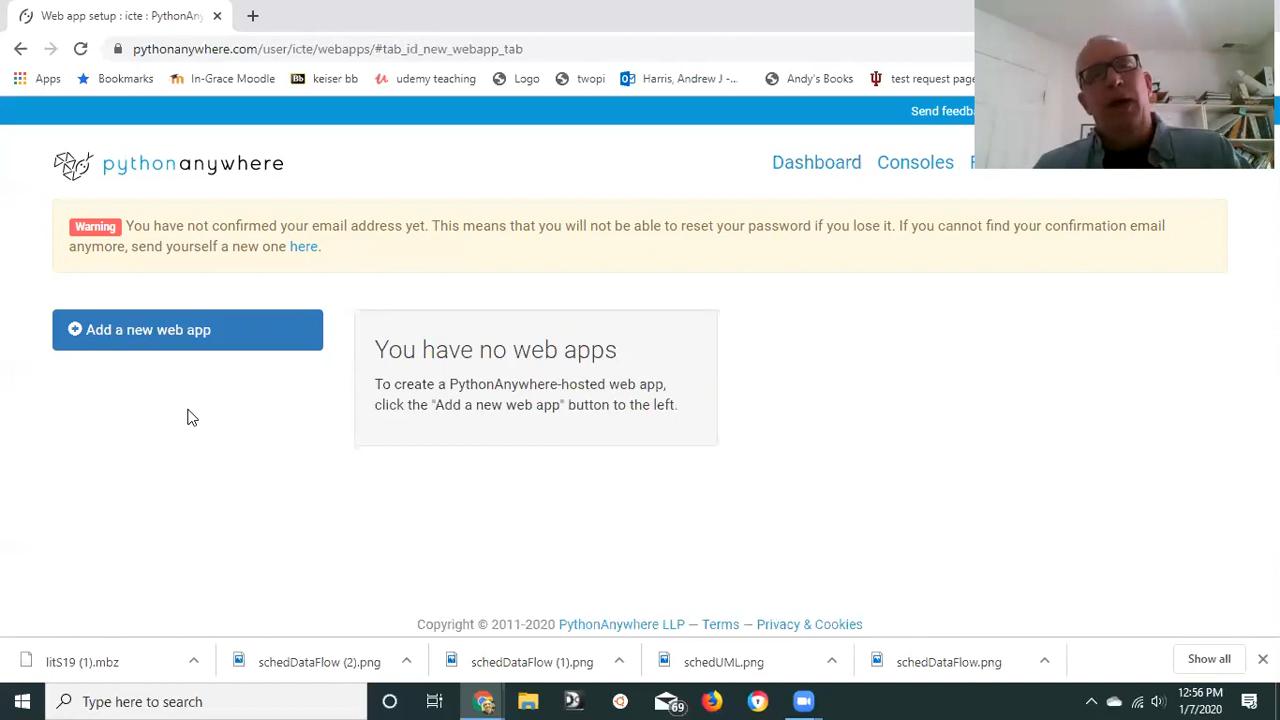 Web app setup : icte : PythonAny
pythonanywhere.com/user/icte/webapps/#tab_id_new_webapp_tab
Apps
Bookmarks
In-Grace Moodle
Bb
keiser bb
udemy teaching
Logo
twopi
Harris, Andrew J -...
Andy's Books
test request page
Send feedba
pythonanywhere
Dashboard
Consoles
Warning You have not confirmed your email address yet. This means that you will not be able to reset your password if you lose it. If you cannot find your confirmation email
anymore, send yourself a new one here.
Add a new web app
You have no web apps
To create a PythonAnywhere-hosted web app,
click the "Add a new web app" button to the left.
Copyright © 2011-2020 PythonAnywhere LLP — Terms — Privacy & Cookies
litS19 (1).mbz
schedDataFlow (2).png
schedDataFlow (1).png
schedUML.png
schedDataFlow.png
Show all
Type here to search
69
12:56 PM
1/7/2020